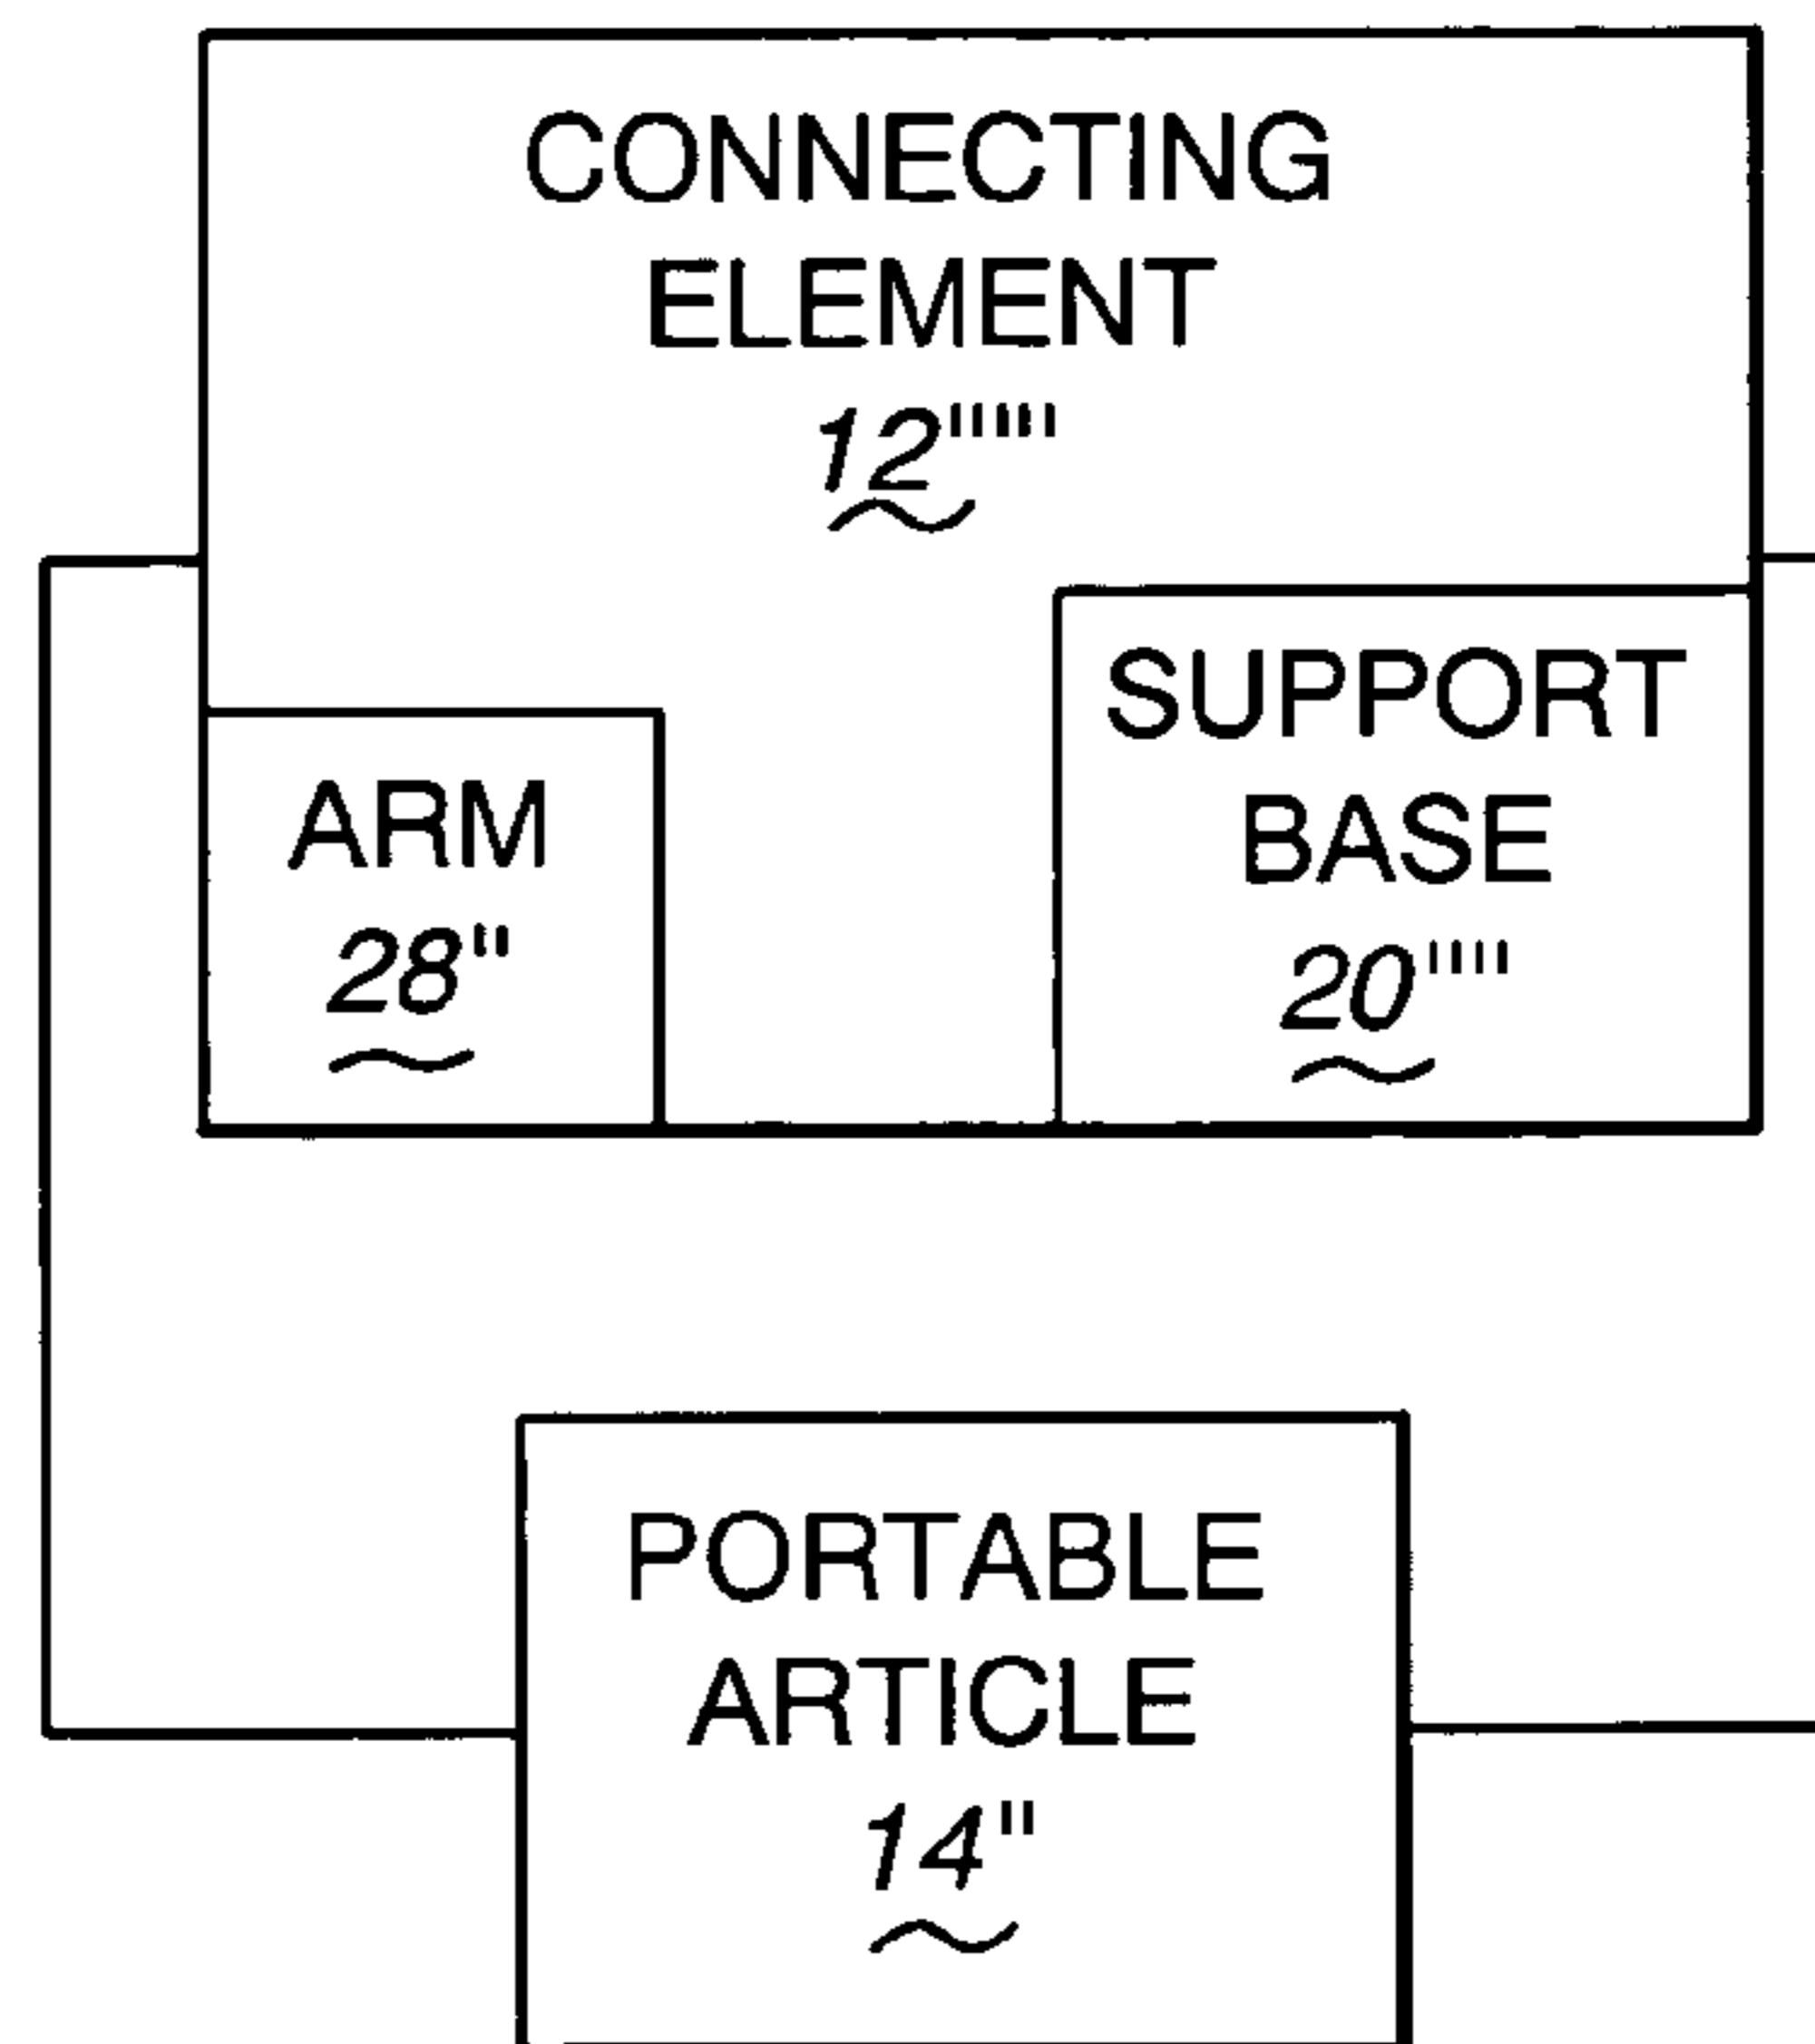 CONNECTING
ELEMENT
12'''''
ARM
28''
SUPPORT
BASE
20''''
PORTABLE
ARTICLE
14''